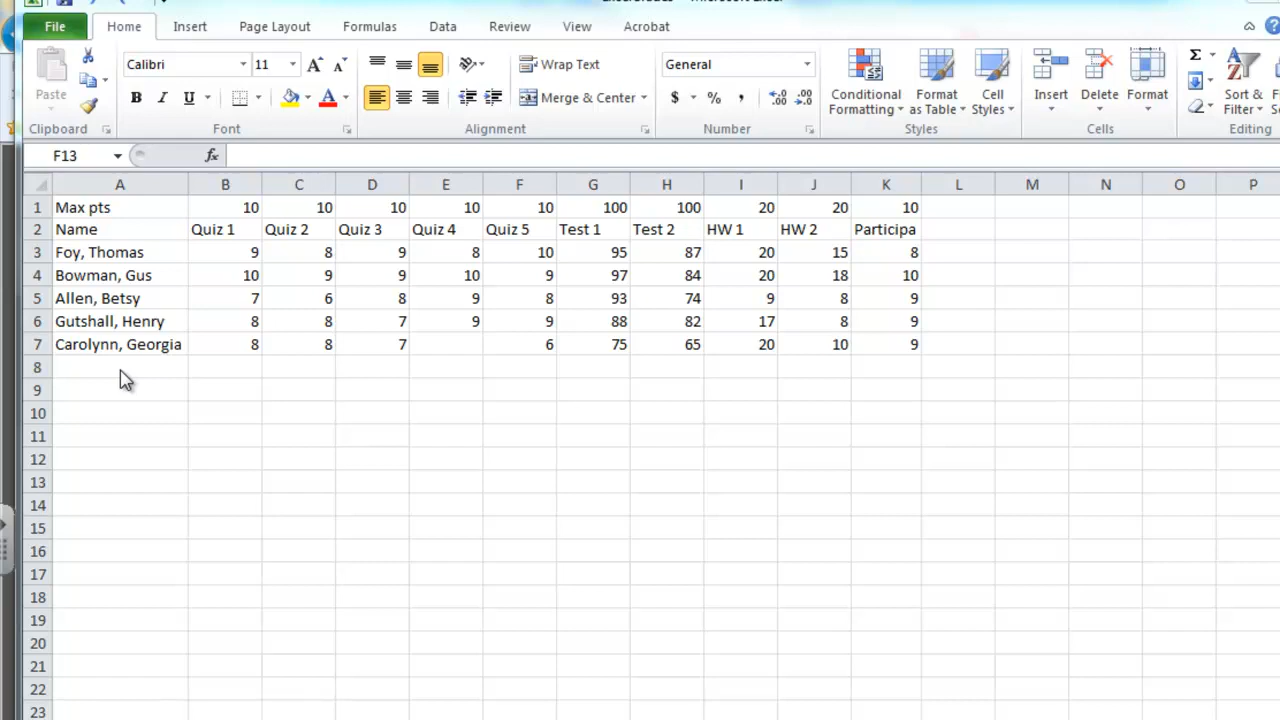 File Home Insert Page Layout Formulas Data Review View Acrobat
Calibri 11 Wrap Text General
Paste B I U Merge & Center $ % , Conditional Formatting Format as Table Cell Styles Insert Delete Format Σ Sort & Filter
Clipboard Font Alignment Number Styles Cells Editing
F13 fx
A B C D E F G H I J K L M N O P
1 Max pts 10 10 10 10 10 100 100 20 20 10
2 Name Quiz 1 Quiz 2 Quiz 3 Quiz 4 Quiz 5 Test 1 Test 2 HW 1 HW 2 Participa
3 Foy, Thomas 9 8 9 8 10 95 87 20 15 8
4 Bowman, Gus 10 9 9 10 9 97 84 20 18 10
5 Allen, Betsy 7 6 8 9 8 93 74 9 8 9
6 Gutshall, Henry 8 8 7 9 9 88 82 17 8 9
7 Carolynn, Georgia 8 8 7 6 75 65 20 10 9
8
9
10
11
12
13
14
15
16
17
18
19
20
21
22
23